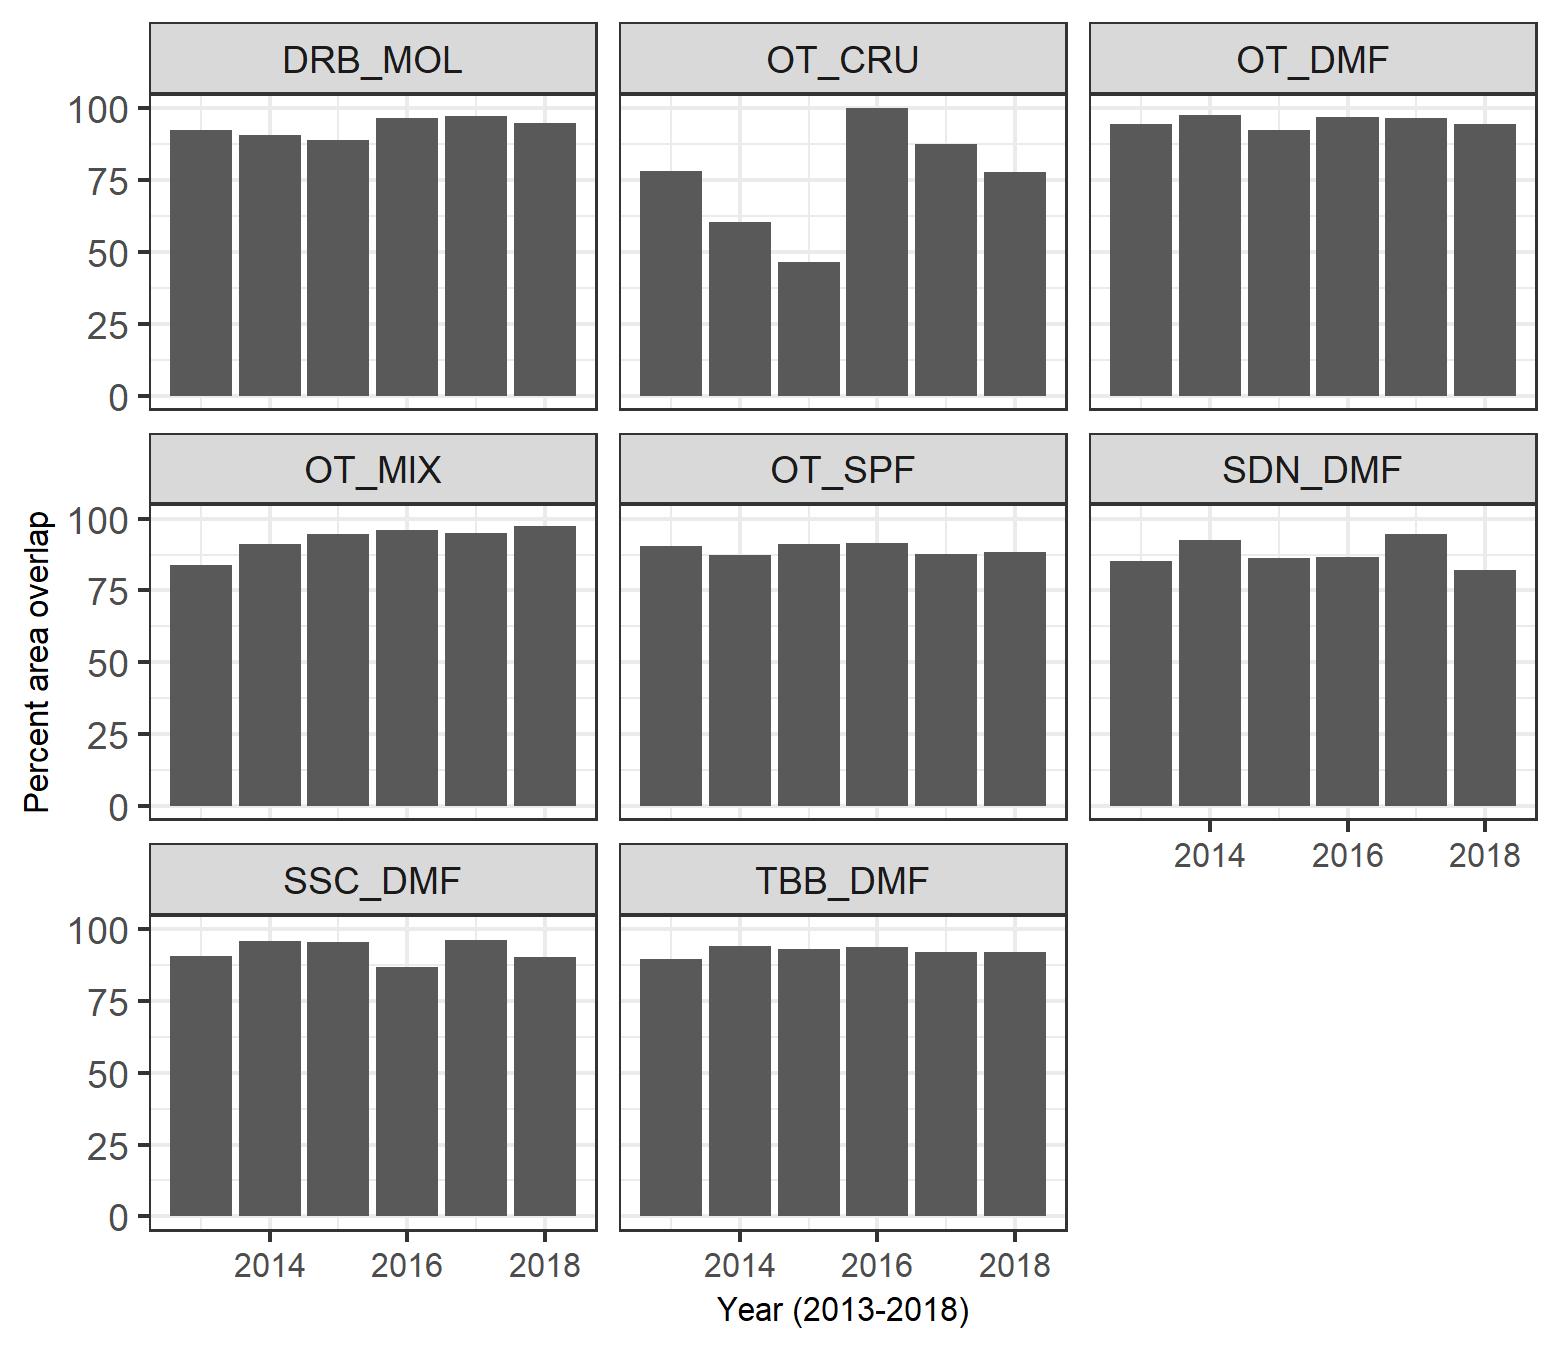 DRB_MOL OT_CRU OT_DMF
100
75
50
25
0
OT_MIX OT_SPF SDN_DMF
100
75
50
25
0
Percent area overlap
2014 2016 2018
SSC_DMF TBB_DMF
100
75
50
25
0
2014 2016 2018 2014 2016 2018
Year (2013-2018)